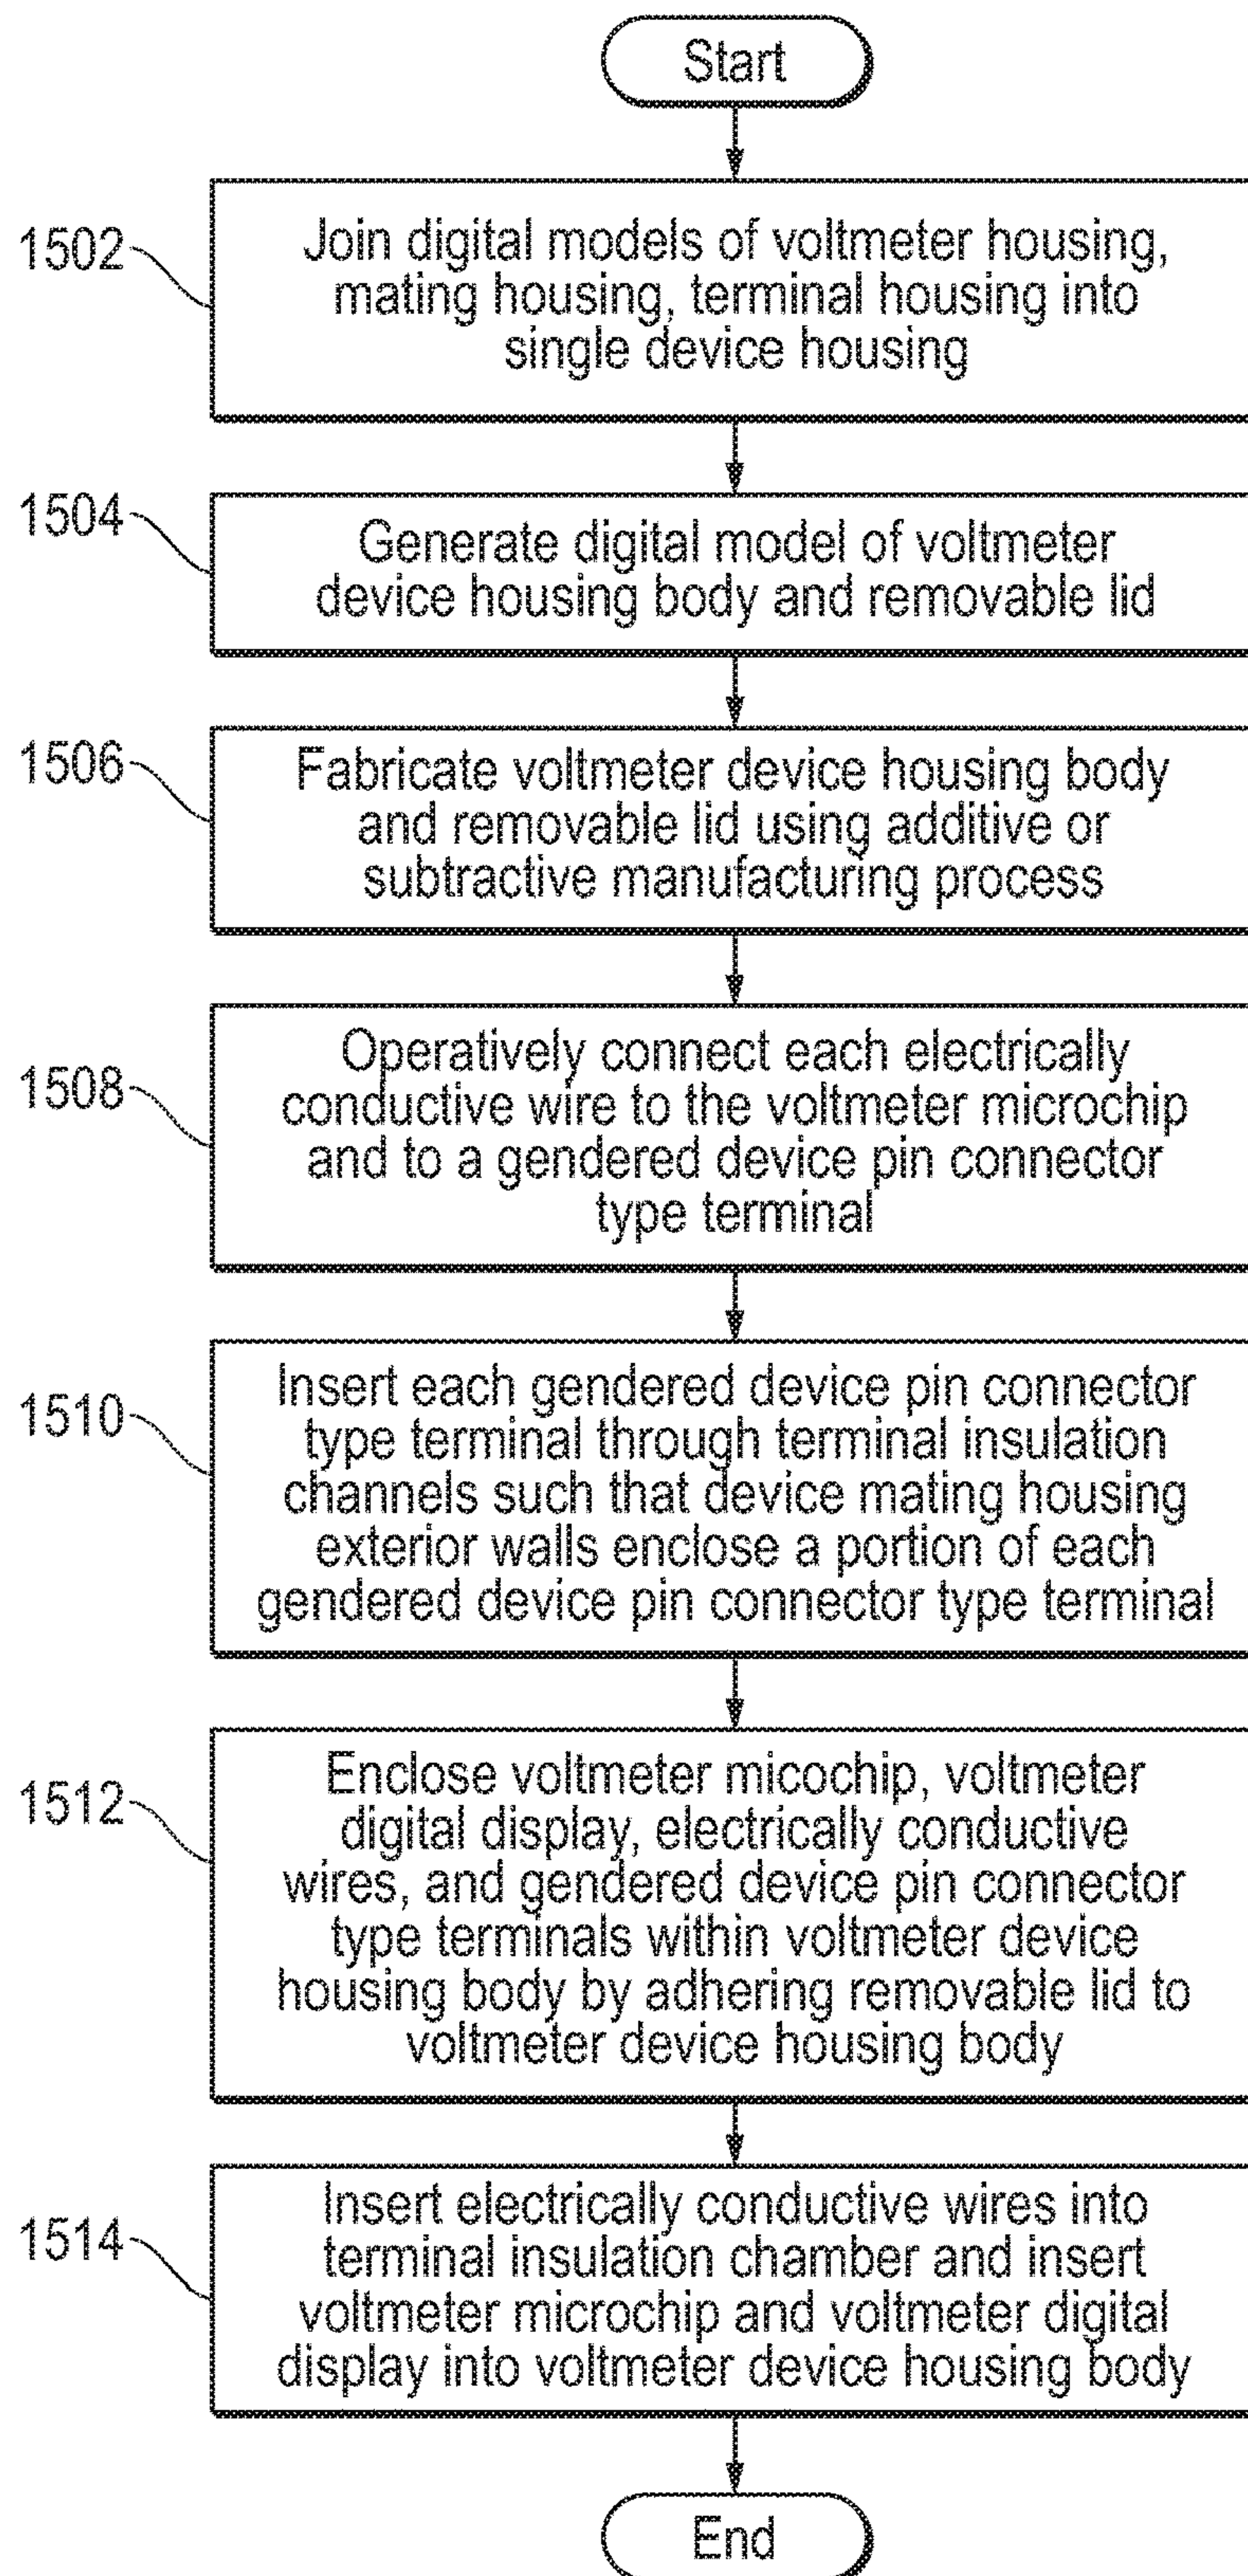 Start
1502
Join digital models of voltmeter housing,
mating housing, terminal housing into
single device housing
1504
Generate digital model of voltmeter
device housing body and removable lid
1506
Fabricate voltmeter device housing body
and removable lid using additive or
subtractive manufacturing process
1508
Operatively connect each electrically
conductive wire to the voltmeter microchip
and to a gendered device pin connector
type terminal
1510
Insert each gendered device pin connector
type terminal through terminal insulation
channels such that device mating housing
exterior walls enclose a portion of each
gendered device pin connector type terminal
1512
Enclose voltmeter micochip, voltmeter
digital display, electrically conductive
wires, and gendered device pin connector
type terminals within voltmeter device
housing body by adhering removable lid to
voltmeter device housing body
1514
Insert electrically conductive wires into
terminal insulation chamber and insert
voltmeter microchip and voltmeter digital
display into voltmeter device housing body
End